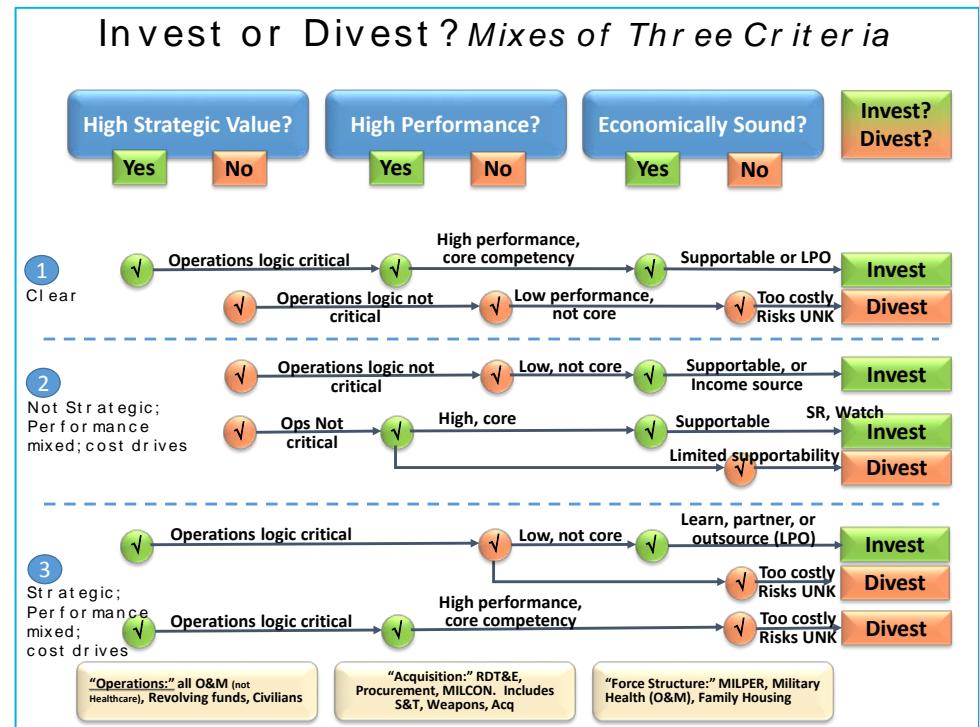 Invest or Divest? Mixes of Three Criteria
High Strategic Value?
Yes No
High Performance?
Yes No
Economically Sound?
Yes No
Invest?
Divest?
1
Clear
√ Operations logic critical √ High performance,
core competency √ Supportable or LPO Invest
√ Operations logic not
critical √ Low performance,
not core √ Too costly
Risks UNK Divest
2
Not Strategic;
Performance
mixed; cost drives
√ Operations logic not
critical √ Low, not core √ Supportable, or
Income source Invest
√ Ops Not
critical √ High, core √ Supportable SR, Watch
Invest
Limited supportability
√ Divest
3
Strategic;
Performance
mixed;
cost drives
√ Operations logic critical √ Low, not core √ Learn, partner, or
outsource (LPO) Invest
√ Too costly
Risks UNK Divest
√ Operations logic critical √ High performance,
core competency √ Too costly
Risks UNK Divest
“Operations:” all O&M (not
Healthcare), Revolving funds, Civilians
“Acquisition:” RDT&E,
Procurement, MILCON. Includes
S&T, Weapons, Acq
“Force Structure:” MILPER, Military
Health (O&M), Family Housing